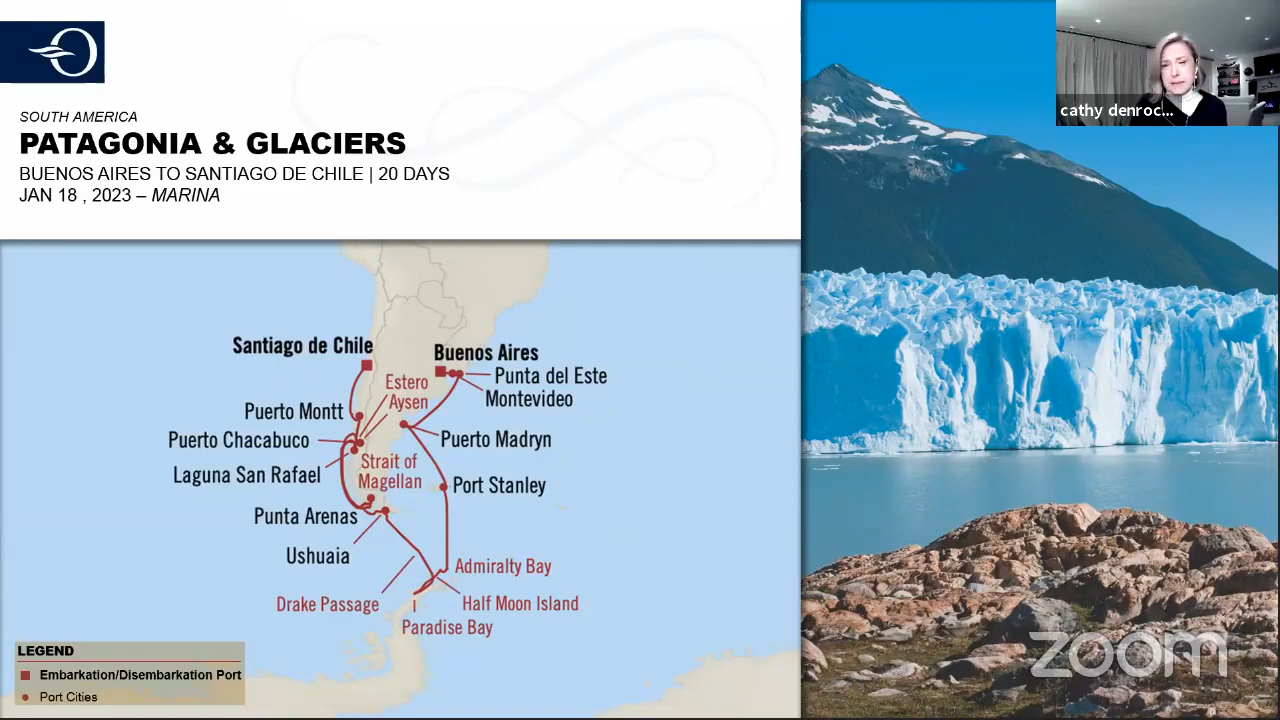 SOUTH AMERICA
PATAGONIA & GLACIERS
BUENOS AIRES TO SANTIAGO DE CHILE | 20 DAYS
JAN 18 , 2023 – MARINA
cathy denroc...
Santiago de Chile
Buenos Aires
Punta del Este
Estero
Aysen
Montevideo
Puerto Montt
Puerto Chacabuco
Puerto Madryn
Laguna San Rafael
Strait of
Magellan
Port Stanley
Punta Arenas
Ushuaia
Admiralty Bay
Drake Passage
Half Moon Island
Paradise Bay
LEGEND
Embarkation/Disembarkation Port
Port Cities
zoom